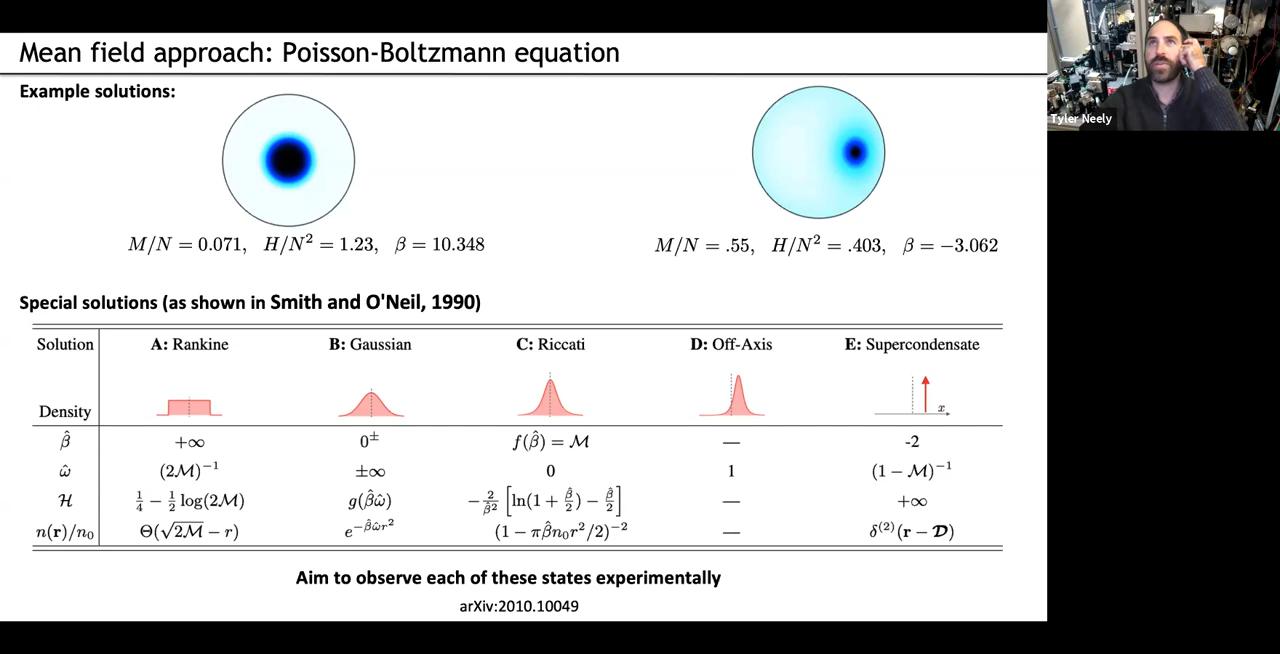 Mean field approach: Poisson-Boltzmann equation
Tyler Neely
Example solutions:
M/N = 0.071, H/N² = 1.23, β = 10.348
M/N = .55, H/N² = .403, β = −3.062
Special solutions (as shown in Smith and O'Neil, 1990)
Solution A: Rankine B: Gaussian C: Riccati D: Off-Axis E: Supercondensate
Density x
β̂ +∞ 0± f(β̂) = ℳ — -2
ω̂ (2ℳ)⁻¹ ±∞ 0 1 (1 − ℳ)⁻¹
ℋ 1/4 − 1/2 log(2ℳ) g(β̂ω̂) −2/β̂² [ln(1 + β̂/2) − β̂/2] — +∞
n(r)/n₀ Θ(√2ℳ − r) e^(−β̂ω̂r²) (1 − πβ̂n₀r²/2)⁻² — δ⁽²⁾(r − 𝒟)
Aim to observe each of these states experimentally
arXiv:2010.10049